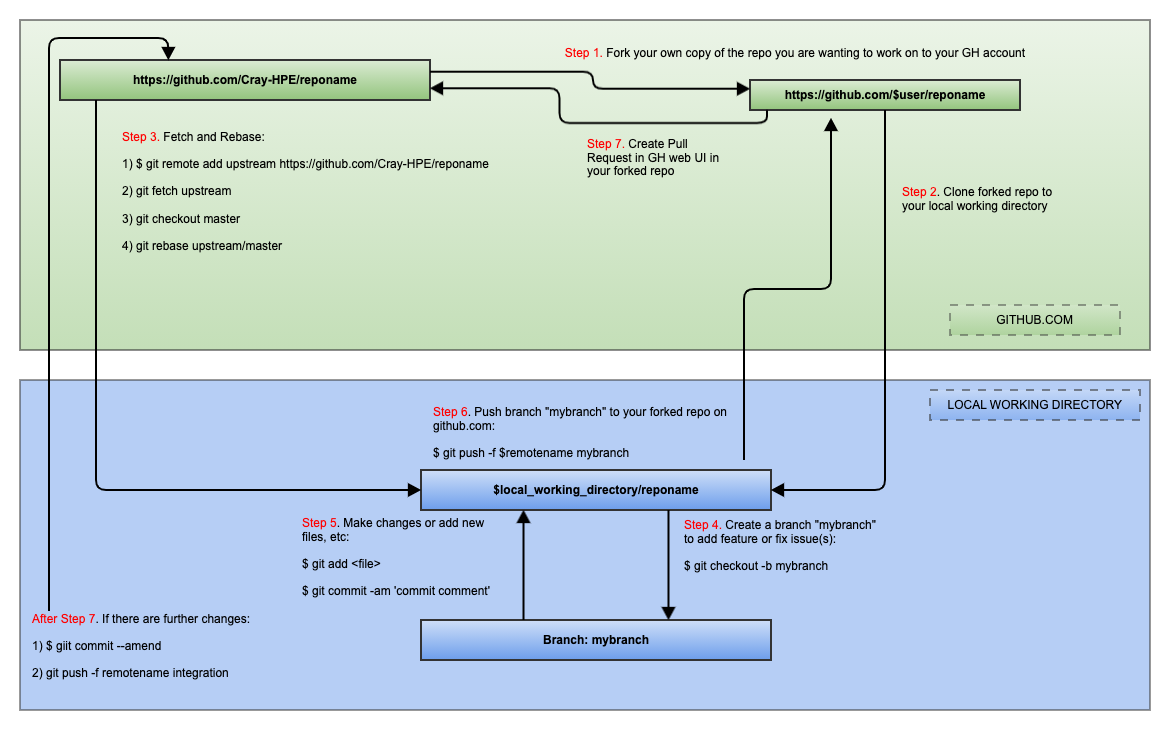 Step 1. Fork your own copy of the repo you are wanting to work on to your GH account
https://github.com/Cray-HPE/reponame
https://github.com/$user/reponame
Step 3. Fetch and Rebase:
1) $ git remote add upstream https://github.com/Cray-HPE/reponame
2) git fetch upstream
3) git checkout master
4) git rebase upstream/master
Step 7. Create Pull
Request in GH web UI in
your forked repo
Step 2. Clone forked repo to
your local working directory
GITHUB.COM
LOCAL WORKING DIRECTORY
Step 6. Push branch "mybranch" to your forked repo on
github.com:
$ git push -f $remotename mybranch
$local_working_directory/reponame
Step 5. Make changes or add new
files, etc:
$ git add <file>
$ git commit -am 'commit comment'
Step 4. Create a branch "mybranch"
to add feature or fix issue(s):
$ git checkout -b mybranch
After Step 7. If there are further changes:
1) $ giit commit --amend
2) git push -f remotename integration
Branch: mybranch